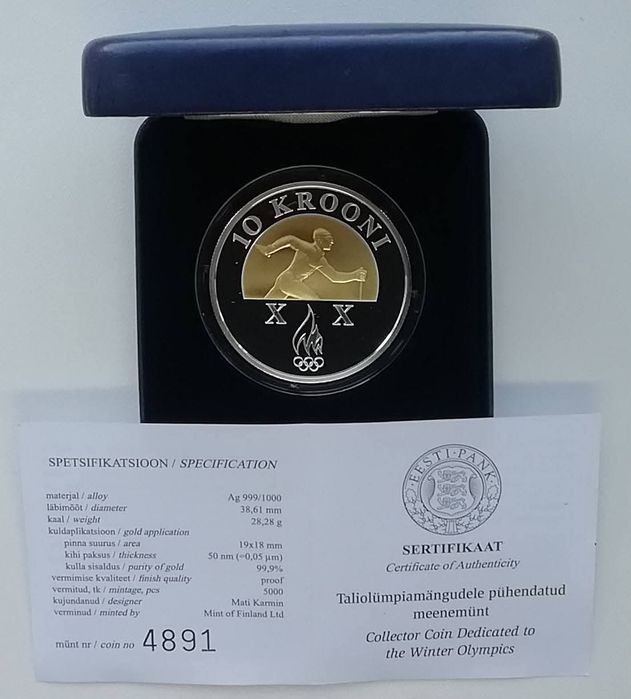 10 KROONI
X X
SPETSIFIKATSIOON / SPECIFICATION
materjal / alloy Ag 999/1000
läbimõõt / diameter 38,61 mm
kaal / weight 28,28 g
kuldaplikatsioon / gold application
pinna suurus / area 19x18 mm
kihi paksus / thickness 50 nm (=0,05 µm)
kulla sisaldus / purity of gold 99,9%
vermimise kvaliteet / finish quality proof
vermitud, tk / mintage, pcs 5000
kujundanud / designer Mati Karmin
verminud / minted by Mint of Finland Ltd
münt nr / coin no 4891
EESTI PANK
SERTIFIKAAT
Certificate of Authenticity
Taliolümpiamängudele pühendatud
meenemünt
Collector Coin Dedicated to
the Winter Olympics